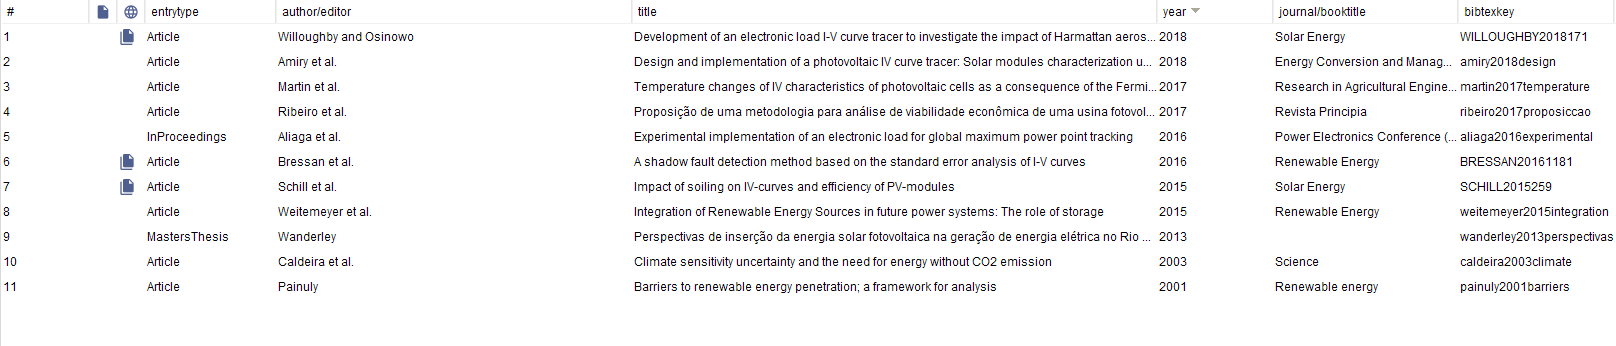 # entrytype author/editor title year journal/booktitle bibtexkey
1 Article Willoughby and Osinowo Development of an electronic load I-V curve tracer to investigate the impact of Harmattan aeros... 2018 Solar Energy WILLOUGHBY2018171
2 Article Amiry et al. Design and implementation of a photovoltaic IV curve tracer: Solar modules characterization u... 2018 Energy Conversion and Manag... amiry2018design
3 Article Martin et al. Temperature changes of IV characteristics of photovoltaic cells as a consequence of the Fermi... 2017 Research in Agricultural Engine... martin2017temperature
4 Article Ribeiro et al. Proposição de uma metodologia para análise de viabilidade econômica de uma usina fotovol... 2017 Revista Principia ribeiro2017proposiccao
5 InProceedings Aliaga et al. Experimental implementation of an electronic load for global maximum power point tracking 2016 Power Electronics Conference (... aliaga2016experimental
6 Article Bressan et al. A shadow fault detection method based on the standard error analysis of I-V curves 2016 Renewable Energy BRESSAN20161181
7 Article Schill et al. Impact of soiling on IV-curves and efficiency of PV-modules 2015 Solar Energy SCHILL2015259
8 Article Weitemeyer et al. Integration of Renewable Energy Sources in future power systems: The role of storage 2015 Renewable Energy weitemeyer2015integration
9 MastersThesis Wanderley Perspectivas de inserção da energia solar fotovoltaica na geração de energia elétrica no Rio ... 2013 wanderley2013perspectivas
10 Article Caldeira et al. Climate sensitivity uncertainty and the need for energy without CO2 emission 2003 Science caldeira2003climate
11 Article Painuly Barriers to renewable energy penetration; a framework for analysis 2001 Renewable energy painuly2001barriers